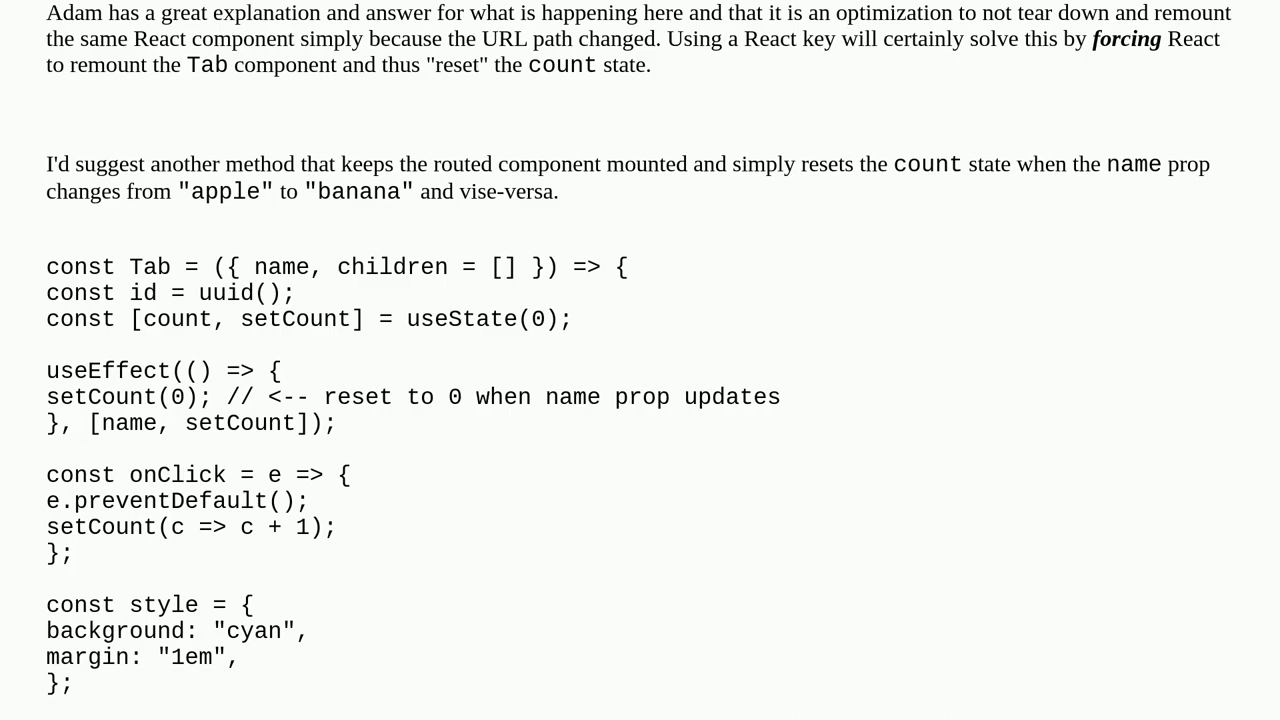 Adam has a great explanation and answer for what is happening here and that it is an optimization to not tear down and remount
the same React component simply because the URL path changed. Using a React key will certainly solve this by forcing React
to remount the Tab component and thus "reset" the count state.
I'd suggest another method that keeps the routed component mounted and simply resets the count state when the name prop
changes from "apple" to "banana" and vise-versa.
const Tab = ({ name, children = [] }) => {
const id = uuid();
const [count, setCount] = useState(0);
useEffect(() => {
setCount(0); // <-- reset to 0 when name prop updates
}, [name, setCount]);
const onClick = e => {
e.preventDefault();
setCount(c => c + 1);
};
const style = {
background: "cyan",
margin: "1em",
};